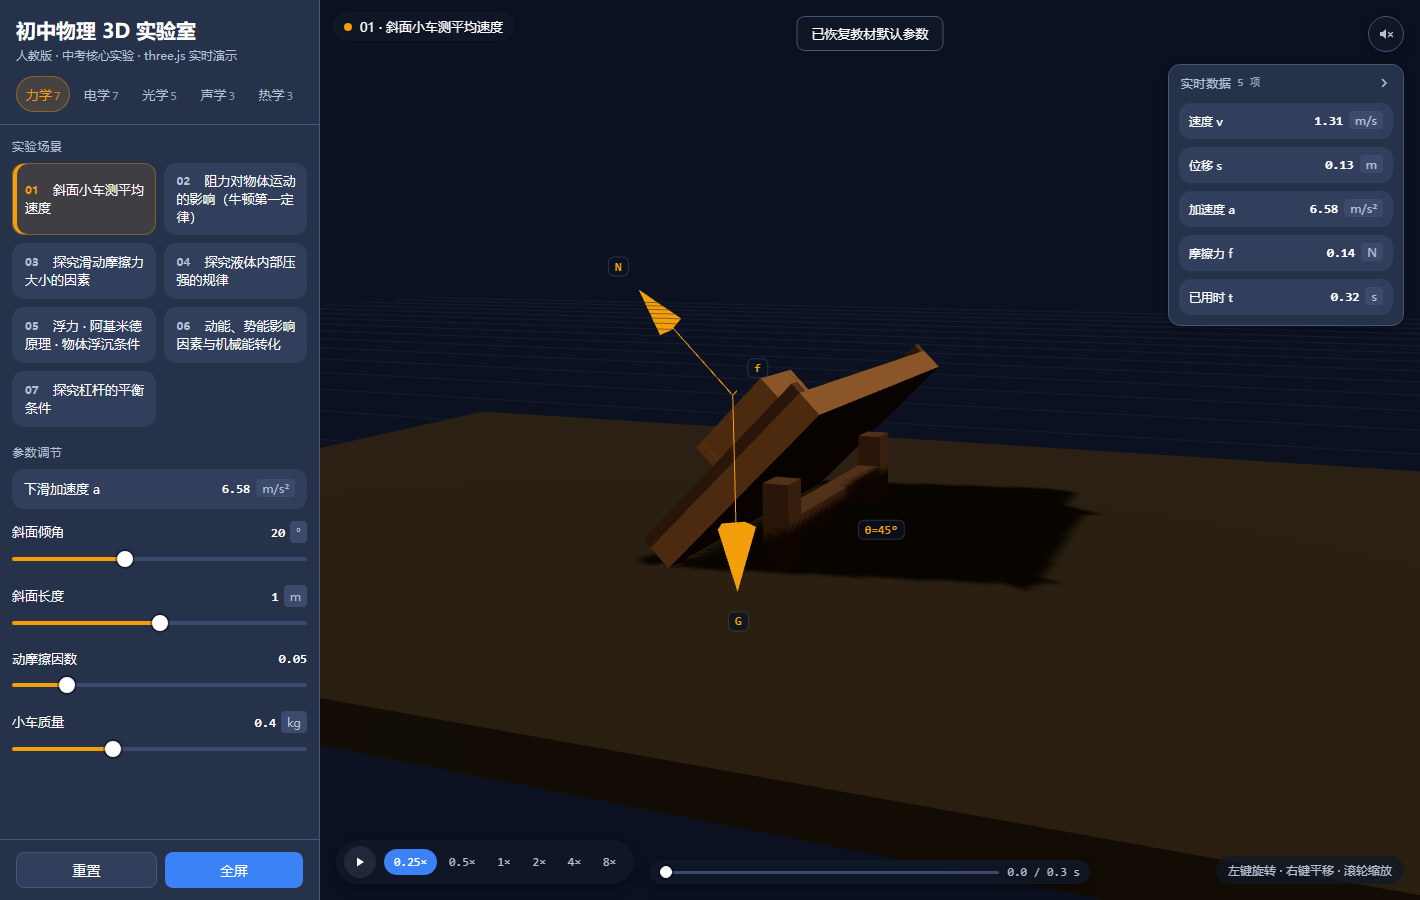 初中物理 3D 实验室
人教版 · 中考核心实验 · three.js 实时演示
力学 7
电学 7
光学 5
声学 3
热学 3
实验场景
01 斜面小车测平均
速度
02 阻力对物体运动
的影响（牛顿第一定
律）
03 探究滑动摩擦力
大小的因素
04 探究液体内部压
强的规律
05 浮力 · 阿基米德
原理 · 物体浮沉条件
06 动能、势能影响
因素与机械能转化
07 探究杠杆的平衡
条件
参数调节
下滑加速度 a 6.58 m/s²
斜面倾角 20 °
斜面长度 1 m
动摩擦因数 0.05
小车质量 0.4 kg
重置
全屏
01 · 斜面小车测平均速度
已恢复教材默认参数
实时数据 5 项
速度 v 1.31 m/s
位移 s 0.13 m
加速度 a 6.58 m/s²
摩擦力 f 0.14 N
已用时 t 0.32 s
N
f
θ=45°
G
0.25×
0.5×
1×
2×
4×
8×
0.0 / 0.3 s
左键旋转 · 右键平移 · 滚轮缩放